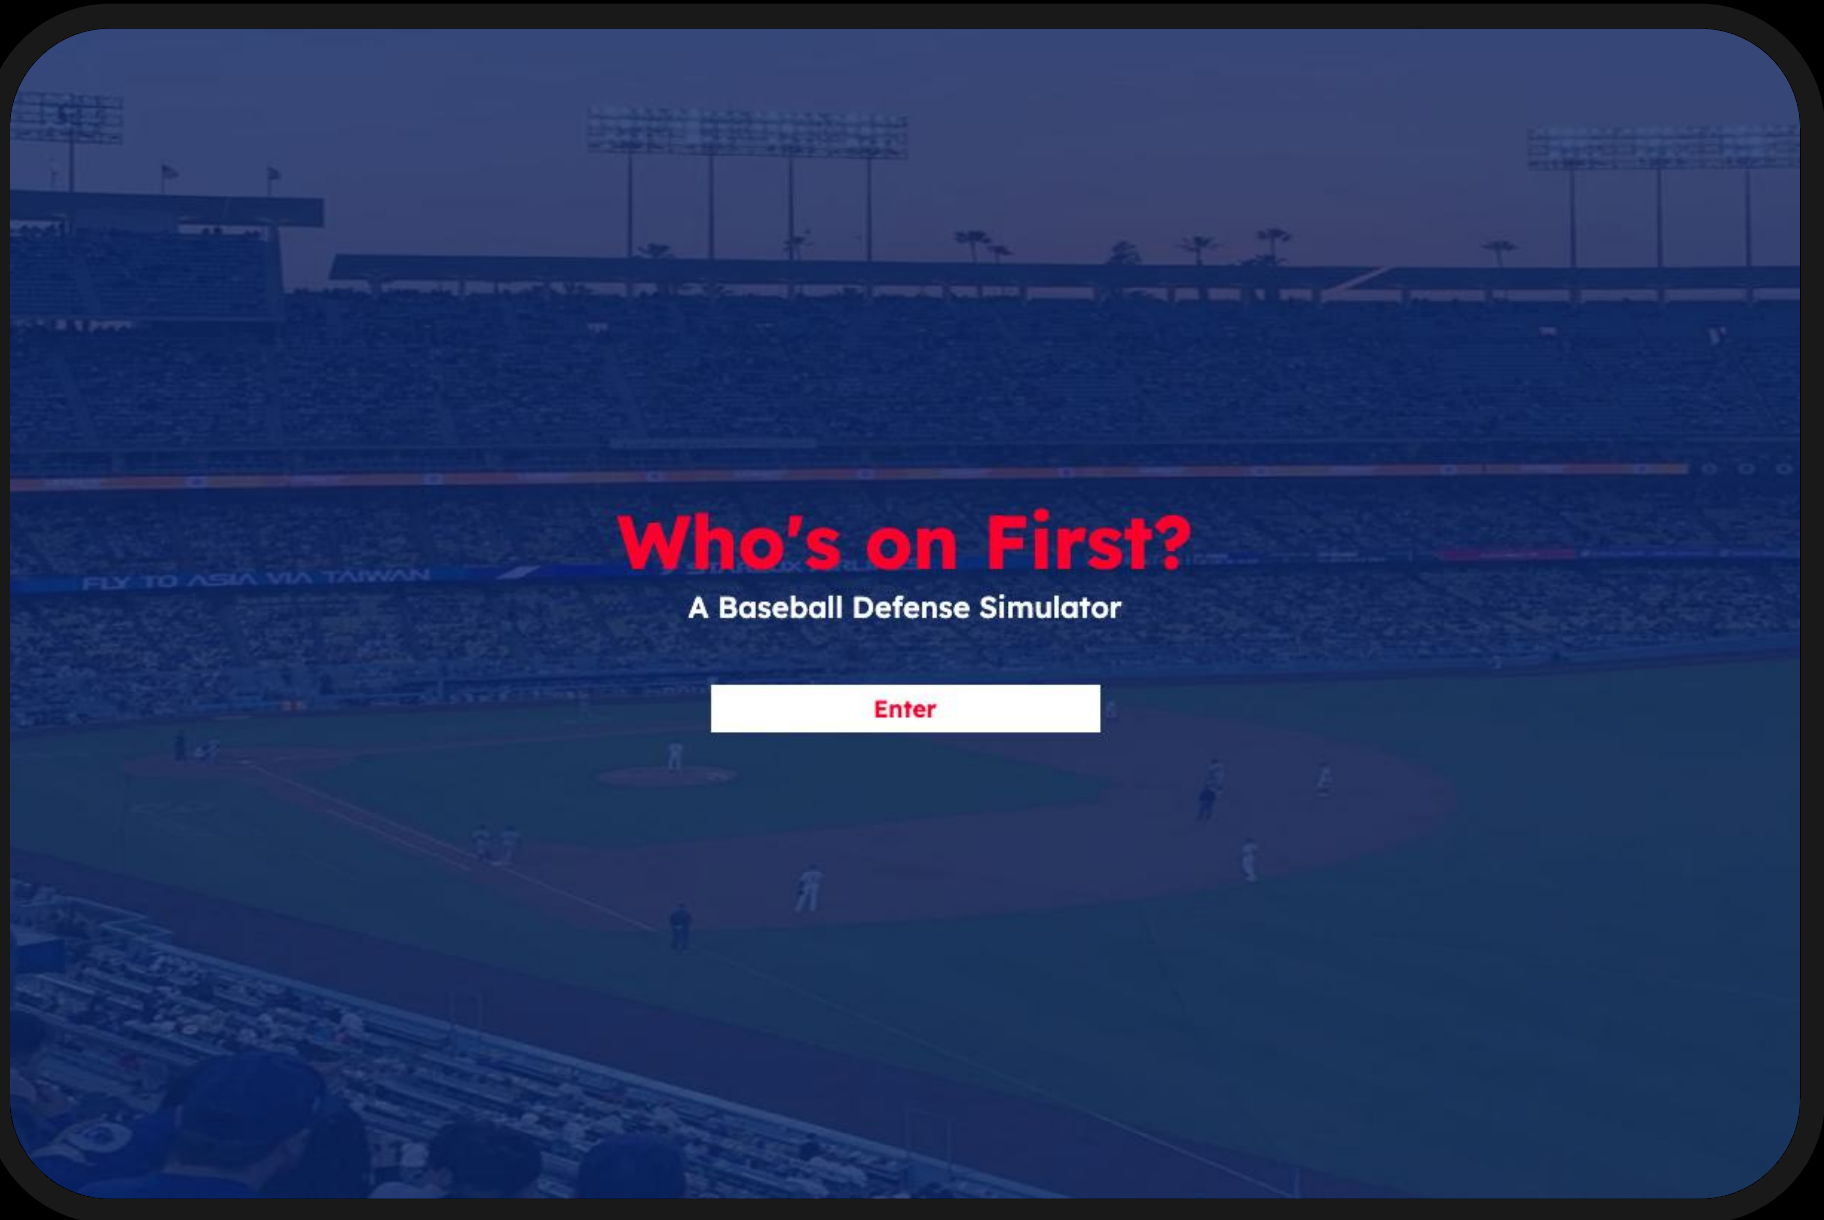 Who's on First?
FLY TO ASIA VIA TAIWAN
A Baseball Defense Simulator
Enter